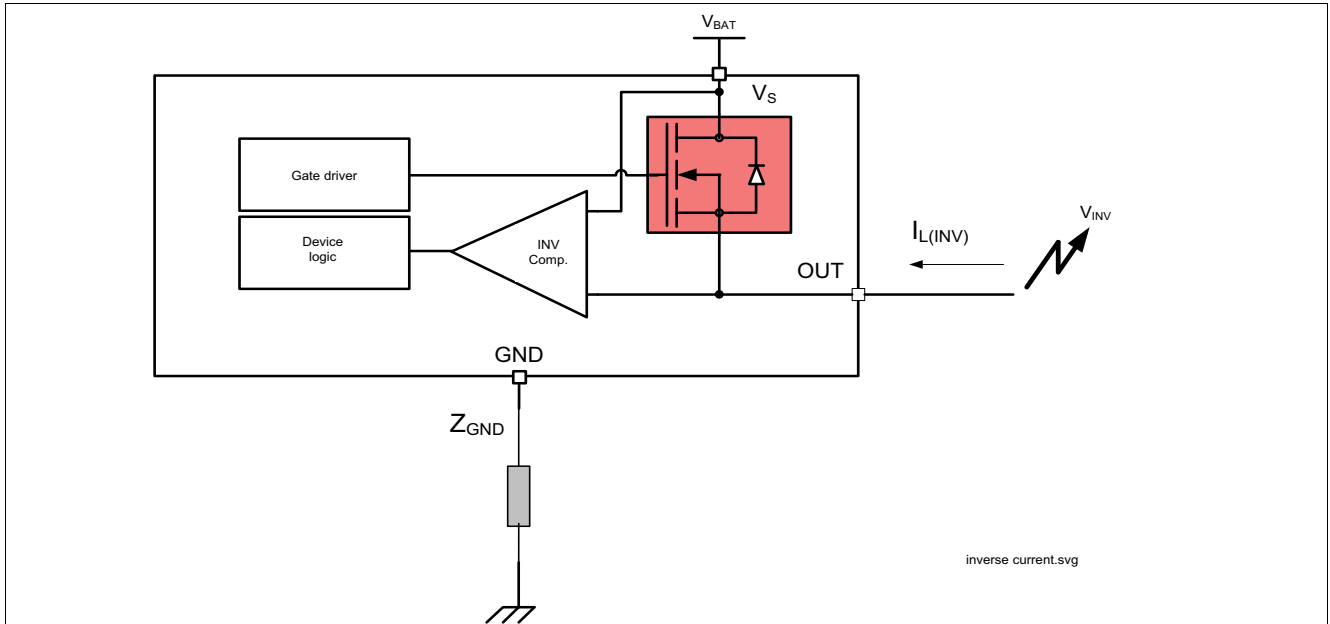 VBAT
VS
Gate driver
Device
logic
INV
Comp.
OUT
IL(INV)
VINV
GND
ZGND
inverse current.svg